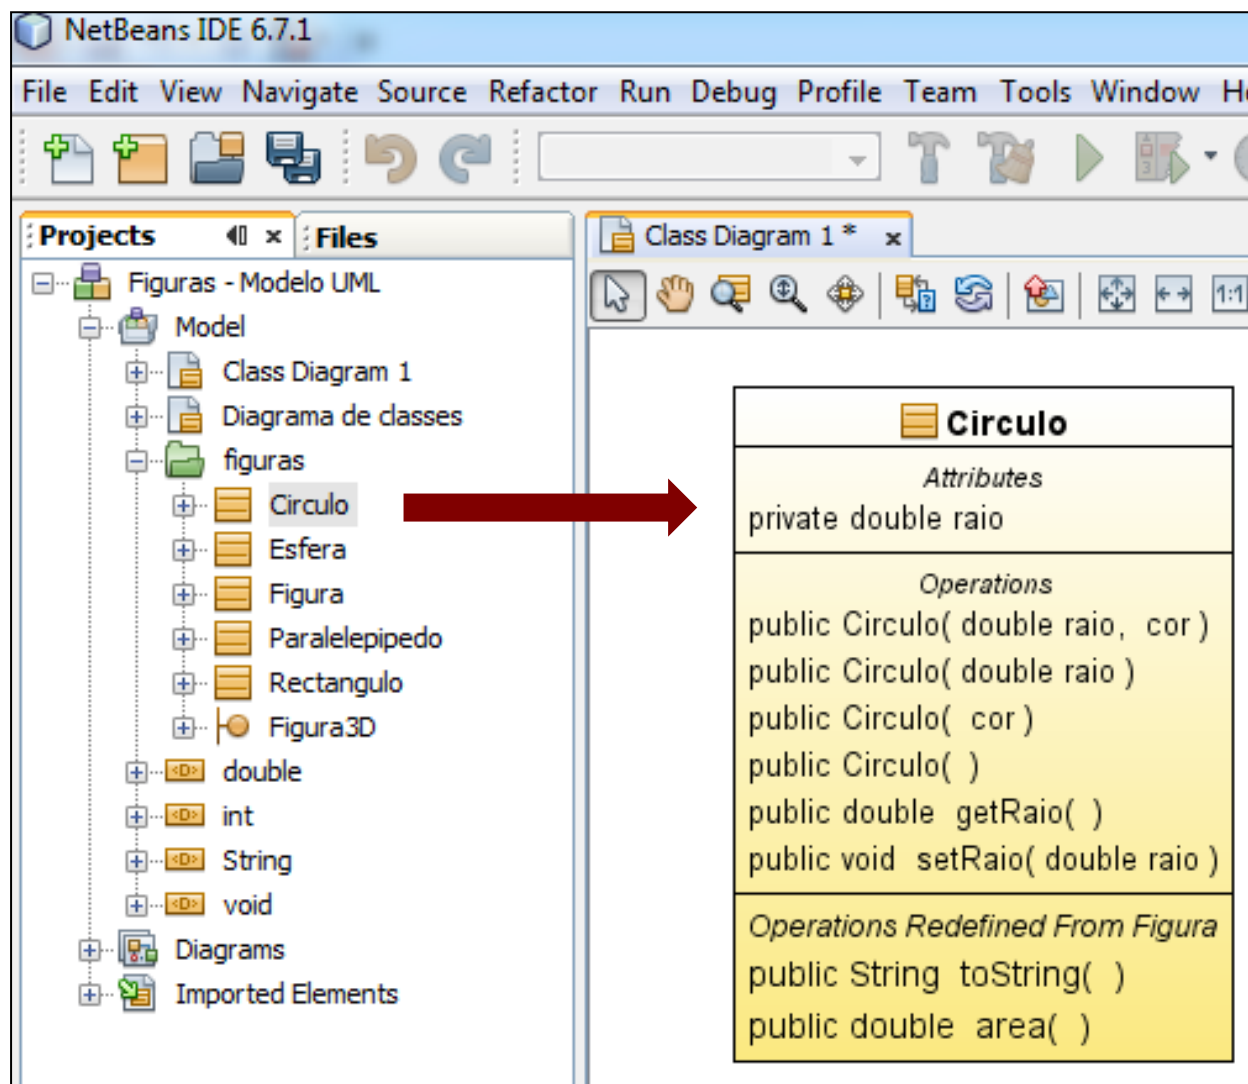 NetBeans IDE 6.7.1
File Edit View Navigate Source Refactor Run Debug Profile Team Tools Window
Projects
Files
Class Diagram 1 *
1:1
Figuras - Modelo UML
Model
Class Diagram 1
Diagrama de classes
figuras
Circulo
Esfera
Figura
Paralelepipedo
Rectangulo
Figura3D
<D> double
<D> int
<D> String
<D> void
Diagrams
Imported Elements
Circulo
Attributes
private double raio
Operations
public Circulo( double raio, cor )
public Circulo( double raio )
public Circulo( cor )
public Circulo( )
public double getRaio( )
public void setRaio( double raio )
Operations Redefined From Figura
public String toString( )
public double area( )